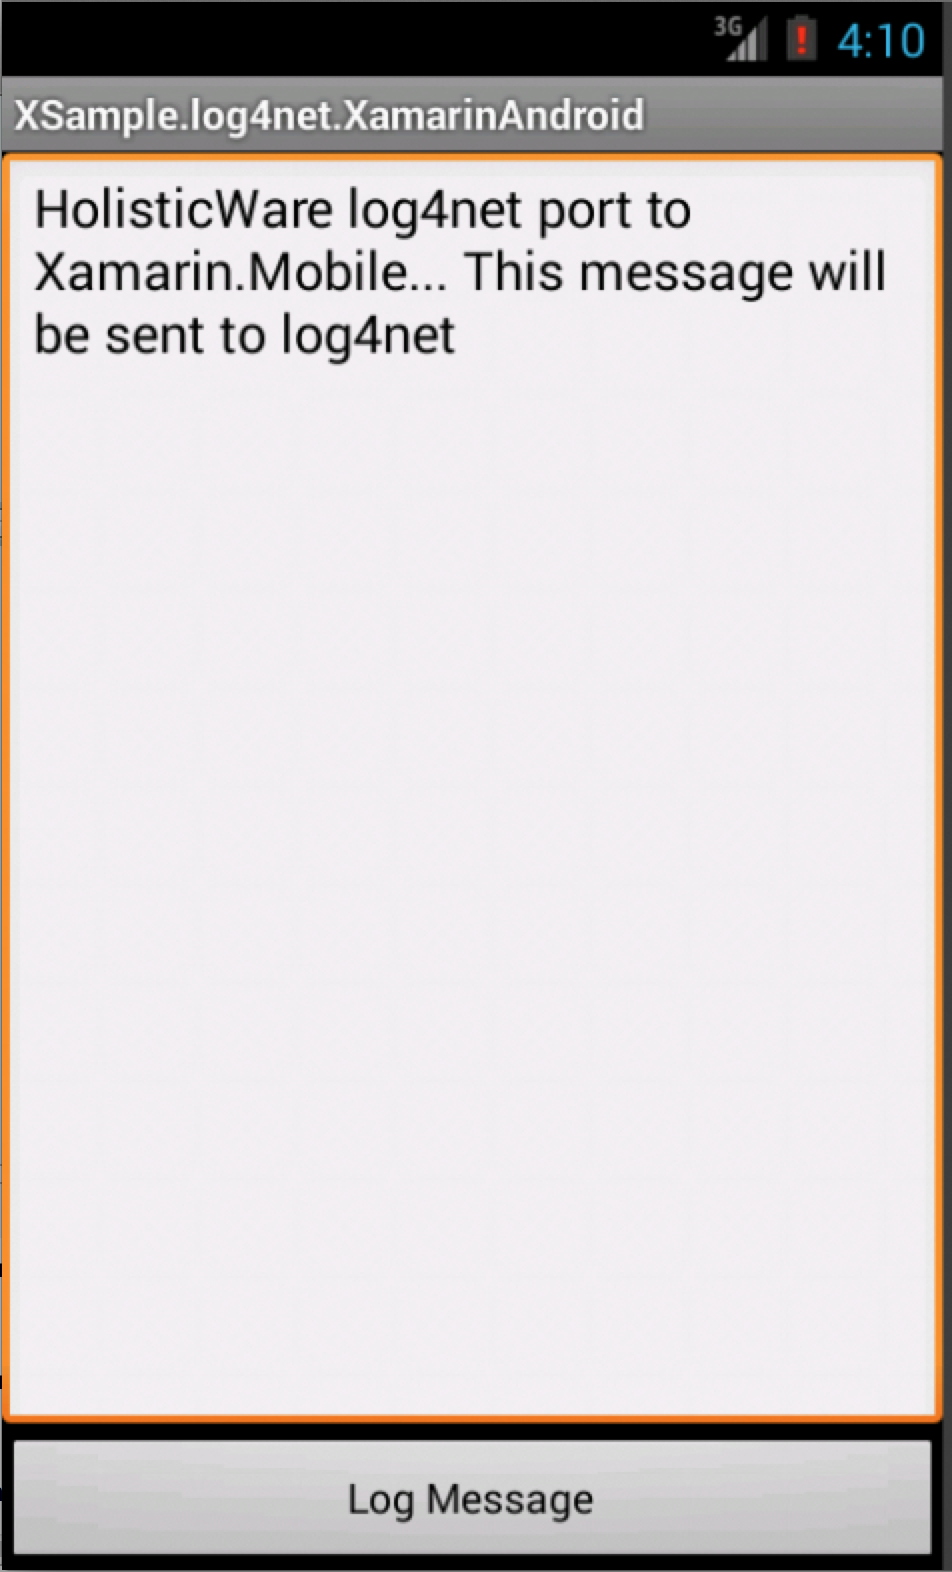 3G 4:10
XSample.log4net.XamarinAndroid
HolisticWare log4net port to
Xamarin.Mobile... This message will
be sent to log4net
Log Message